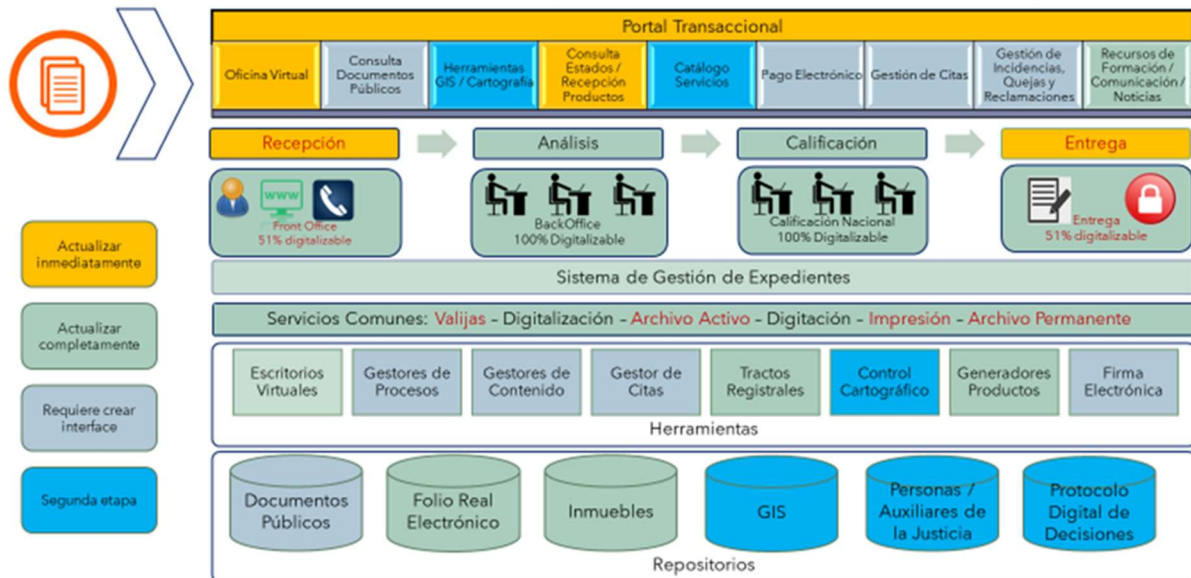 Portal Transaccional
Oficina Virtual
Consulta
Documentos
Públicos
Herramientas
GIS / Cartografía
Consulta
Estados /
Recepción
Productos
Catálogo
Servicios
Pago Electrónico
Gestión de Citas
Gestión de
Incidencias,
Quejas y
Reclamaciones
Recursos de
Formación /
Comunicación /
Noticias
Recepción
Análisis
Calificación
Entrega
www
Front Office
51% digitalizable
BackOffice
100% Digitalizable
Calificación Nacional
100% Digitalizable
Entrega
51% digitalizable
Sistema de Gestión de Expedientes
Servicios Comunes: Valijas - Digitalización - Archivo Activo - Digitación - Impresión - Archivo Permanente
Actualizar
inmediatamente
Actualizar
completamente
Requiere crear
interface
Segunda etapa
Escritorios
Virtuales
Gestores de
Procesos
Gestores de
Contenido
Gestor de
Citas
Tractos
Registrales
Control
Cartográfico
Generadores
Productos
Firma
Electrónica
Herramientas
Documentos
Públicos
Folio Real
Electrónico
Inmuebles
GIS
Personas /
Auxiliares de
la Justicia
Protocolo
Digital de
Decisiones
Repositorios